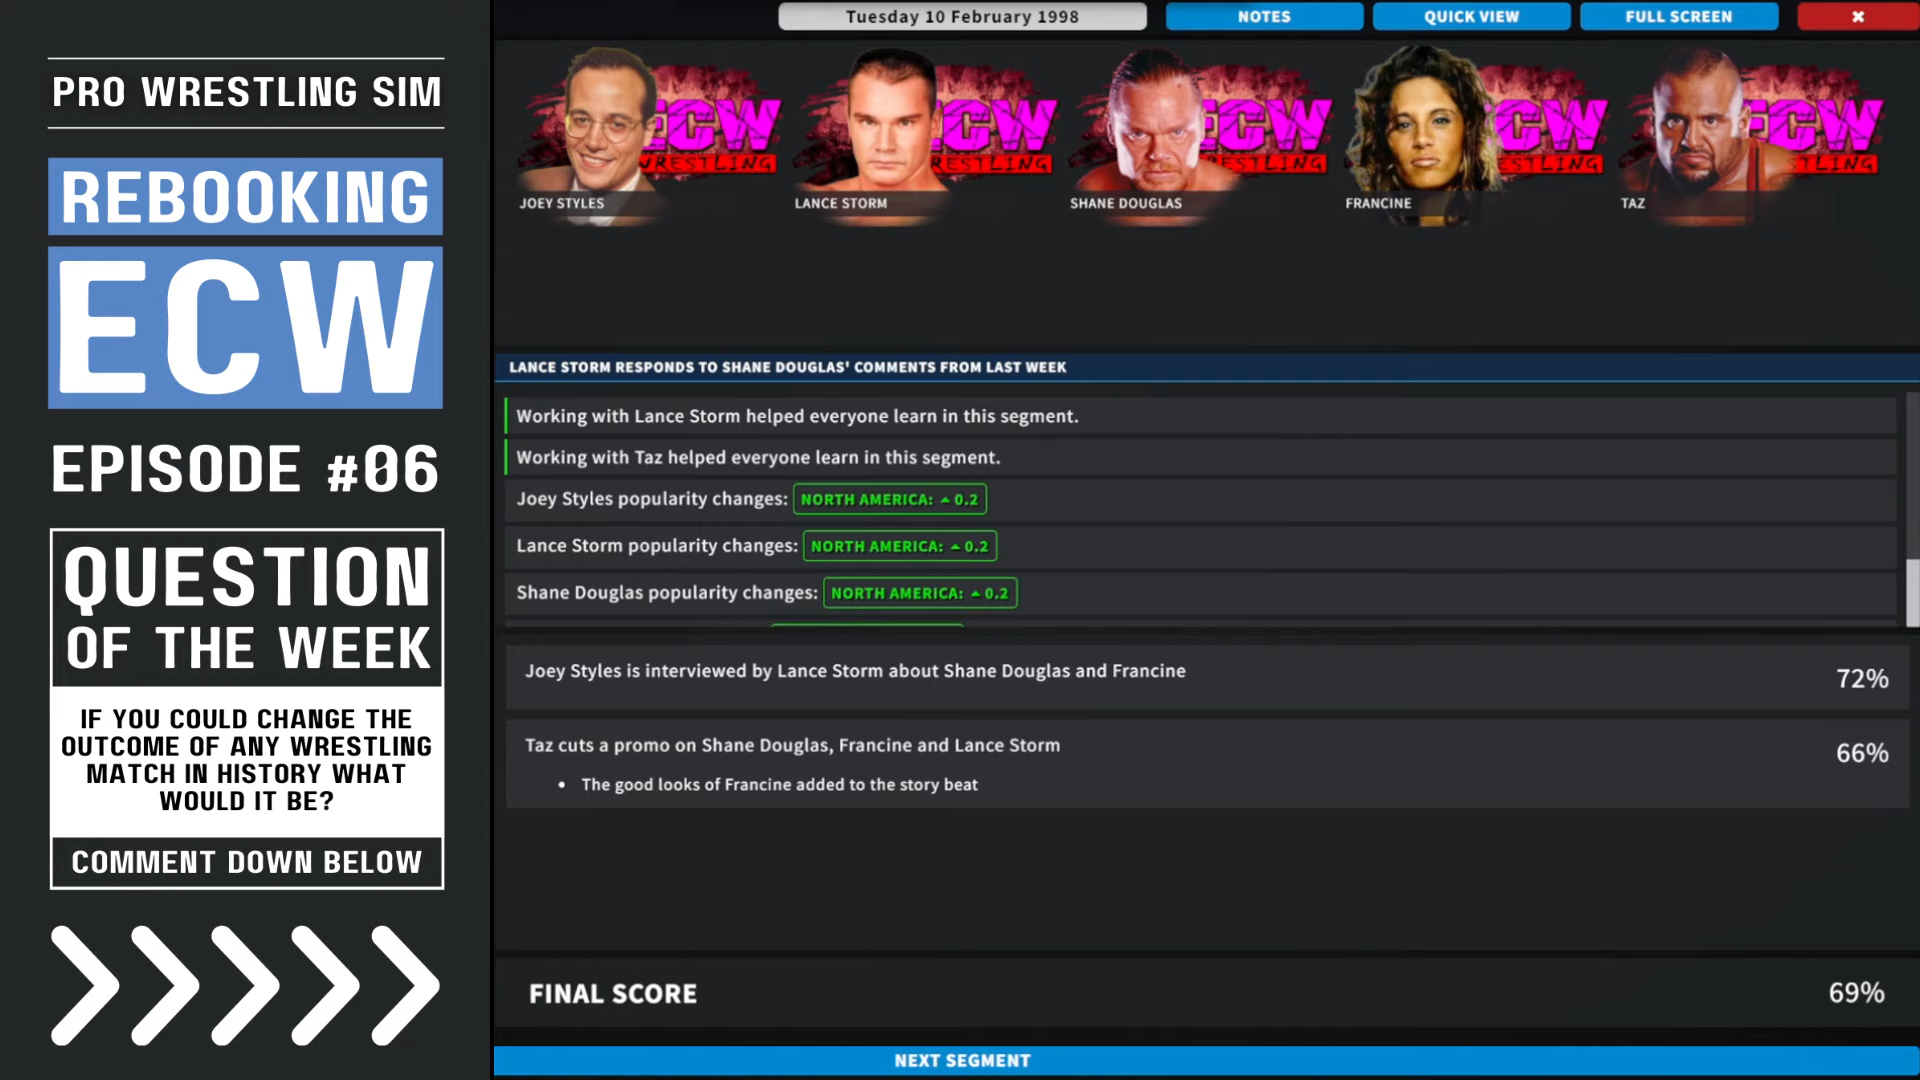 PRO WRESTLING SIM
REBOOKING
ECW
EPISODE #06
QUESTION
OF THE WEEK
IF YOU COULD CHANGE THE
OUTCOME OF ANY WRESTLING
MATCH IN HISTORY WHAT
WOULD IT BE?
COMMENT DOWN BELOW
Tuesday 10 February 1998
NOTES
QUICK VIEW
FULL SCREEN
JOEY STYLES
LANCE STORM
SHANE DOUGLAS
FRANCINE
TAZ
LANCE STORM RESPONDS TO SHANE DOUGLAS' COMMENTS FROM LAST WEEK
Working with Lance Storm helped everyone learn in this segment.
Working with Taz helped everyone learn in this segment.
Joey Styles popularity changes: NORTH AMERICA: 0.2
Lance Storm popularity changes: NORTH AMERICA: 0.2
Shane Douglas popularity changes: NORTH AMERICA: 0.2
Joey Styles is interviewed by Lance Storm about Shane Douglas and Francine 72%
Taz cuts a promo on Shane Douglas, Francine and Lance Storm 66%
• The good looks of Francine added to the story beat
FINAL SCORE 69%
NEXT SEGMENT